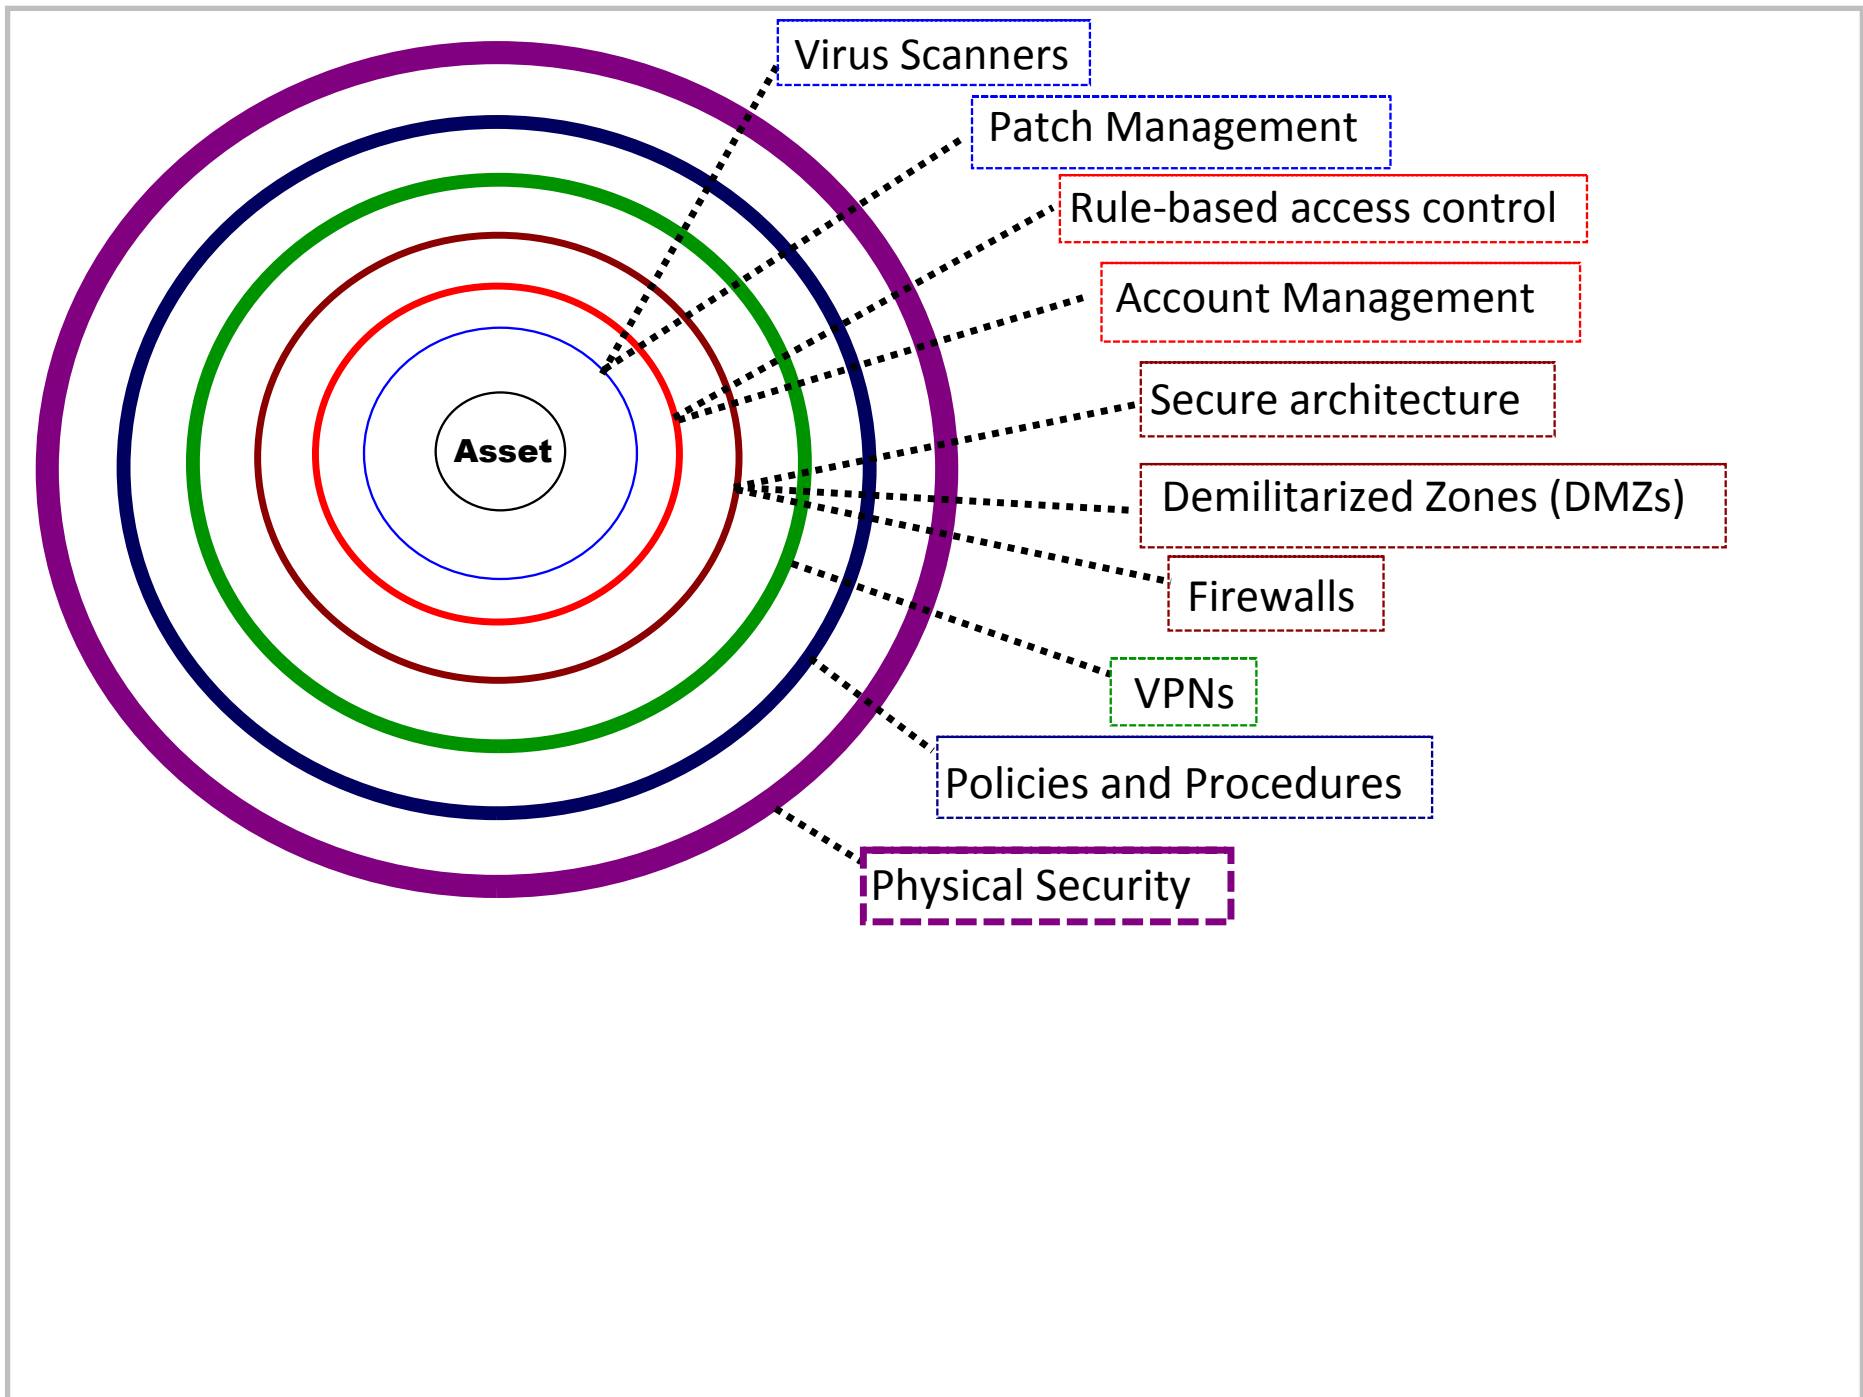 Virus Scanners
Patch Management
Rule-based access control
Account Management
Secure architecture
Asset
Demilitarized Zones (DMZs)
Firewalls
VPNs
Policies and Procedures
Physical Security